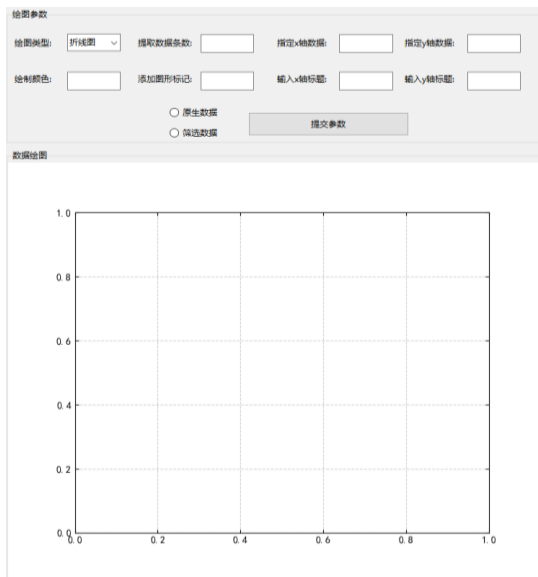 绘图参数
绘图类型: 折线图 提取数据条数: 指定x轴数据: 指定y轴数据:
绘制颜色: 添加图形标记: 输入x轴标题: 输入y轴标题:
原生数据
提交参数
筛选数据
数据绘图
1.0
0.8
0.6
0.4
0.2
0.0
0.0 0.2 0.4 0.6 0.8 1.0